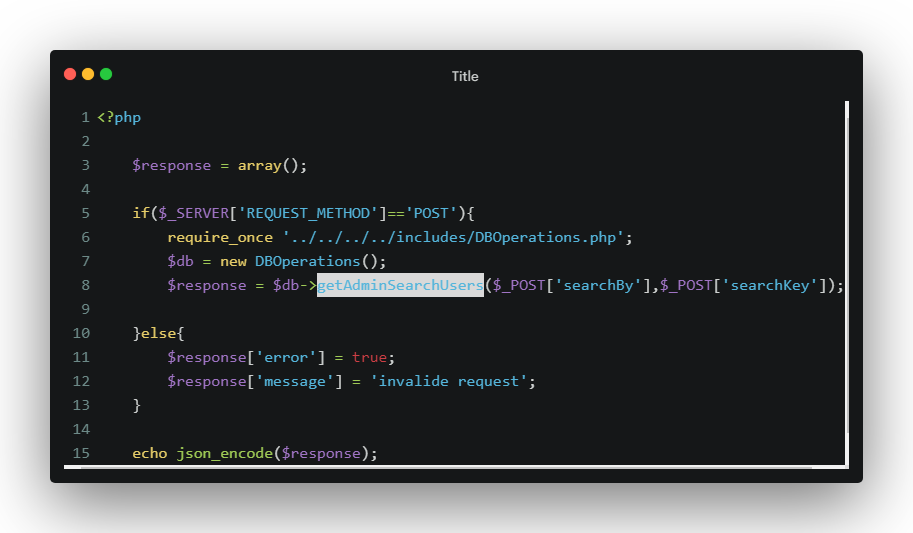 Title
1 <?php
2
3     $response = array();
4
5     if($_SERVER['REQUEST_METHOD']=='POST'){
6         require_once '../../../../includes/DBOperations.php';
7         $db = new DBOperations();
8         $response = $db->getAdminSearchUsers($_POST['searchBy'],$_POST['searchKey']);
9
10     }else{
11         $response['error'] = true;
12         $response['message'] = 'invalide request';
13     }
14
15     echo json_encode($response);